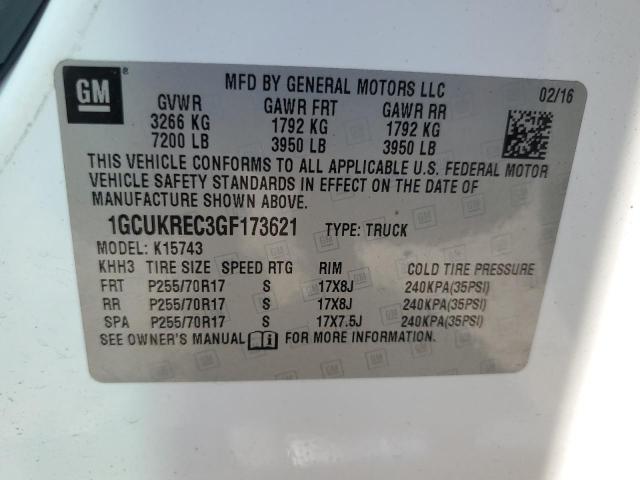 GM ®
MFD BY GENERAL MOTORS LLC 02/16
GVWR GAWR FRT GAWR RR
3266 KG 1792 KG 1792 KG
7200 LB 3950 LB 3950 LB
THIS VEHICLE CONFORMS TO ALL APPLICABLE U.S. FEDERAL MOTOR
VEHICLE SAFETY STANDARDS IN EFFECT ON THE DATE OF
MANUFACTURE SHOWN ABOVE.
1GCUKREC3GF173621 TYPE: TRUCK
MODEL: K15743
KHH3 TIRE SIZE SPEED RTG RIM COLD TIRE PRESSURE
FRT P255/70R17 S 17X8J 240KPA(35PSI)
RR P255/70R17 S 17X8J 240KPA(35PSI)
SPA P255/70R17 S 17X7.5J 240KPA(35PSI)
SEE OWNER'S MANUAL FOR MORE INFORMATION.